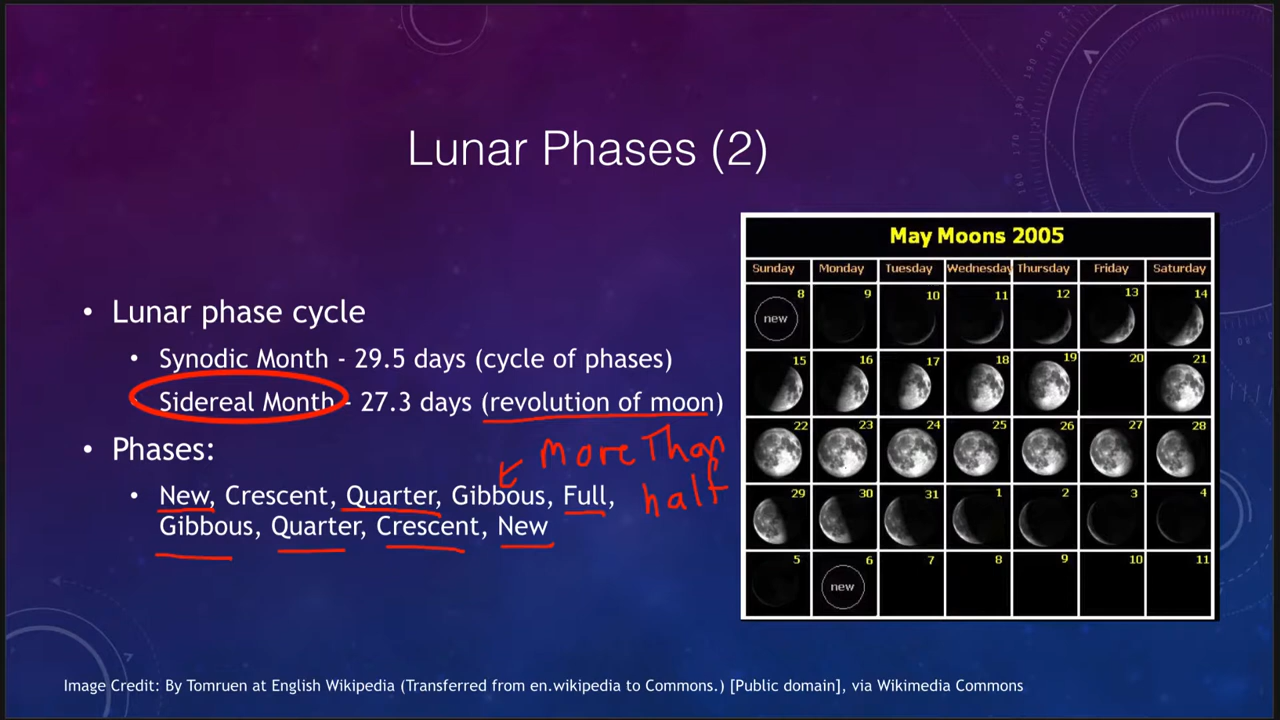 Lunar Phases (2)
• Lunar phase cycle
• Synodic Month - 29.5 days (cycle of phases)
• Sidereal Month - 27.3 days (revolution of moon)
• Phases:
more Than
half
• New, Crescent, Quarter, Gibbous, Full,
Gibbous, Quarter, Crescent, New
May Moons 2005
Sunday Monday Tuesday Wednesday Thursday Friday Saturday
8 9 10 11 12 13 14
new
15 16 17 18 19 20 21
22 23 24 25 26 27 28
29 30 31 1 2 3 4
5 6 7 8 9 10 11
new
Image Credit: By Tomruen at English Wikipedia (Transferred from en.wikipedia to Commons.) [Public domain], via Wikimedia Commons